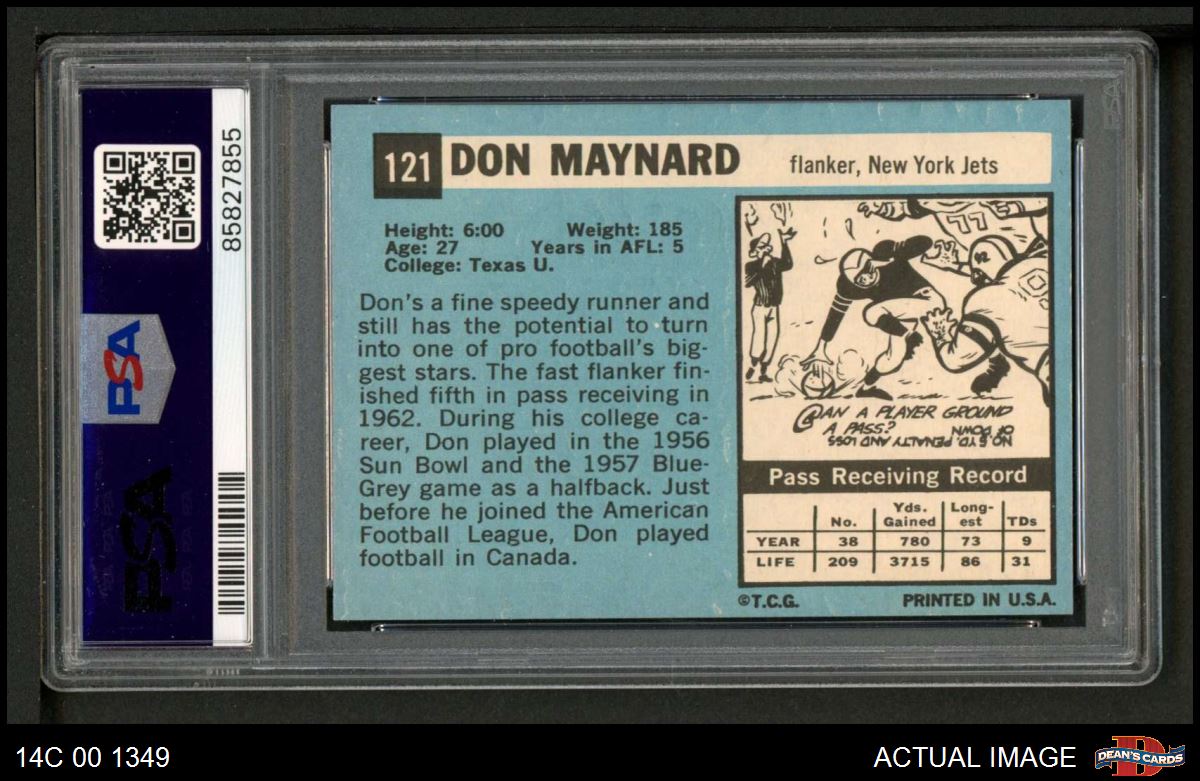 85827855
PSA
PSA
121 DON MAYNARD flanker, New York Jets
Height: 6:00 Weight: 185
Age: 27 Years in AFL: 5
College: Texas U.
Don's a fine speedy runner and
still has the potential to turn
into one of pro football's big-
gest stars. The fast flanker fin-
ished fifth in pass receiving in
1962. During his college ca-
reer, Don played in the 1956
Sun Bowl and the 1957 Blue-
Grey game as a halfback. Just
before he joined the American
Football League, Don played
football in Canada.
77
CAN A PLAYER GROUND
A PASS?
NO. 5 YD. PENALTY AND LOSS
OF DOWN
Pass Receiving Record
No. Yds. Gained Long-est TDs
YEAR 38 780 73 9
LIFE 209 3715 86 31
©T.C.G. PRINTED IN U.S.A.
14C 00 1349
ACTUAL IMAGE
DEAN'S CARDS